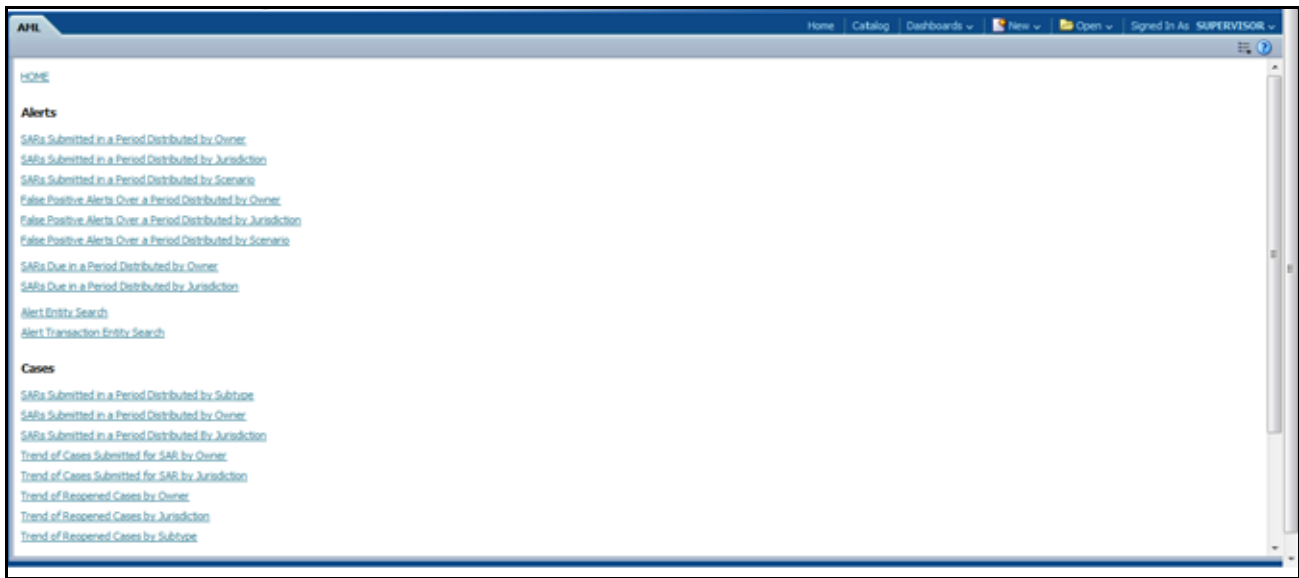 AML
Home Catalog Dashboards New Open Signed In As SUPERVISOR
HOME
Alerts
SARs Submitted in a Period Distributed by Owner
SARs Submitted in a Period Distributed by Jurisdiction
SARs Submitted in a Period Distributed by Scenario
False Positive Alerts Over a Period Distributed by Owner
False Positive Alerts Over a Period Distributed by Jurisdiction
False Positive Alerts Over a Period Distributed by Scenario
SARs Due in a Period Distributed by Owner
SARs Due in a Period Distributed by Jurisdiction
Alert Entity Search
Alert Transaction Entity Search
Cases
SARs Submitted in a Period Distributed by Subtype
SARs Submitted in a Period Distributed by Owner
SARs Submitted in a Period Distributed By Jurisdiction
Trend of Cases Submitted for SAR by Owner
Trend of Cases Submitted for SAR by Jurisdiction
Trend of Reopened Cases by Owner
Trend of Reopened Cases by Jurisdiction
Trend of Reopened Cases by Subtype